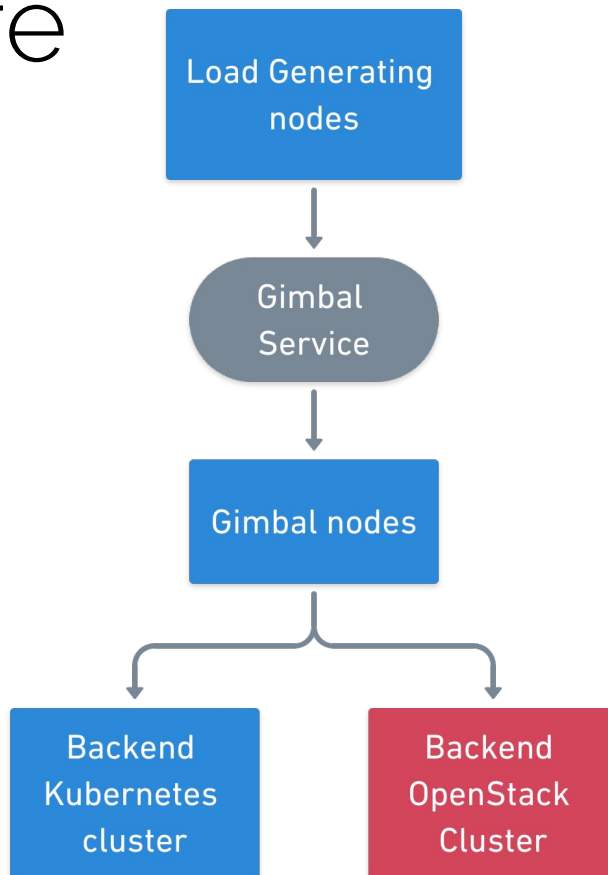 Load Generating
nodes
Gimbal
Service
Gimbal nodes
Backend
Kubernetes
cluster
Backend
OpenStack
Cluster